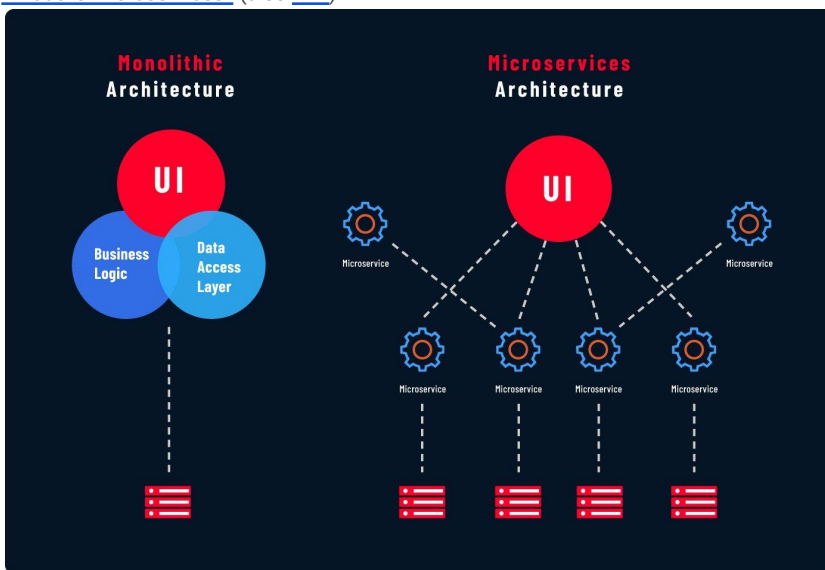 Monolithic
Architecture
UI
Business
Logic
Data
Access
Layer
Microservices
Architecture
UI
Microservice
Microservice
Microservice
Microservice
Microservice
Microservice